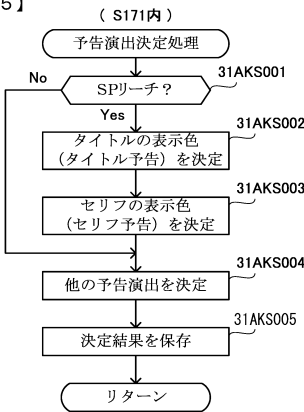 5】
( S171内 )
予告演出決定処理
31AKS001
No
SPリーチ?
Yes
31AKS002
タイトルの表示色
(タイトル予告)を決定
31AKS003
セリフの表示色
(セリフ予告)を決定
31AKS004
他の予告演出を決定
31AKS005
決定結果を保存
リターン